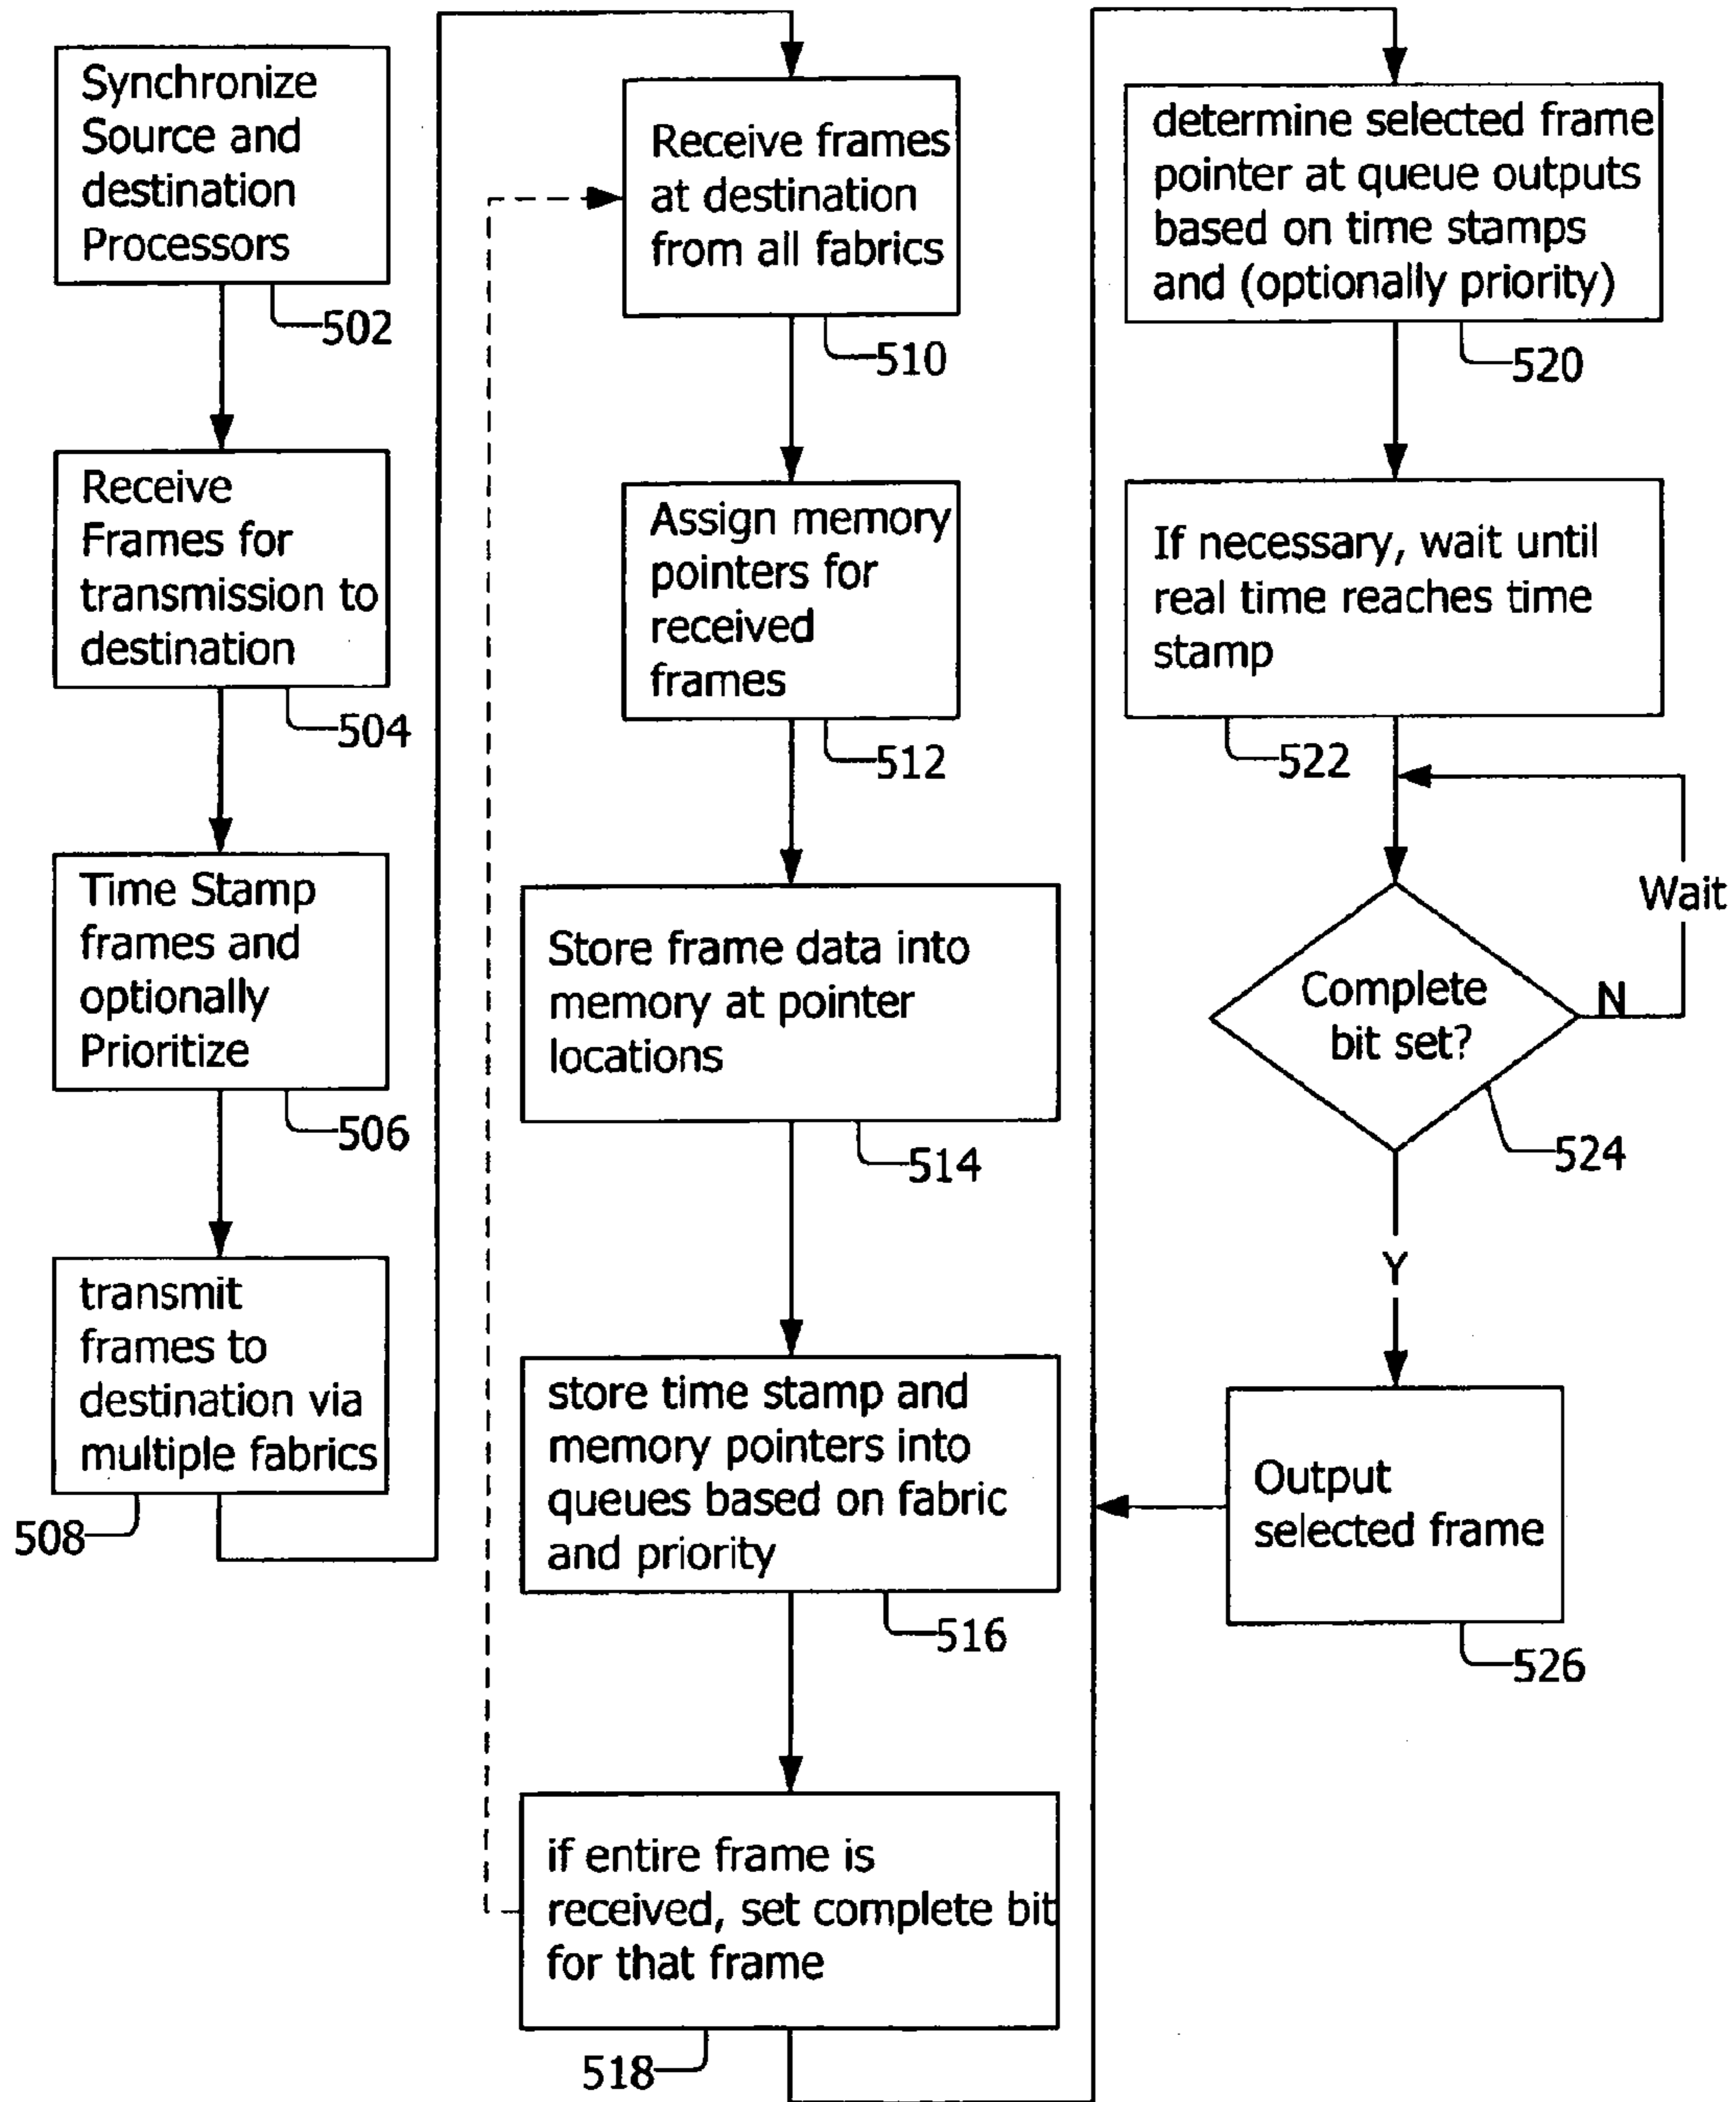 Synchronize
Source and
destination
Processors
502
Receive
Frames for
transmission to
destination
504
Time Stamp
frames and
optionally
Prioritize
506
transmit
frames to
destination via
multiple fabrics
508
Receive frames
at destination
from all fabrics
510
Assign memory
pointers for
received
frames
512
Store frame data into
memory at pointer
locations
514
store time stamp and
memory pointers into
queues based on fabric
and priority
516
if entire frame is
received, set complete bit
for that frame
518
determine selected frame
pointer at queue outputs
based on time stamps
and (optionally priority)
520
If necessary, wait until
real time reaches time
stamp
522
Wait
Complete
bit set?
N
524
Y
Output
selected frame
526